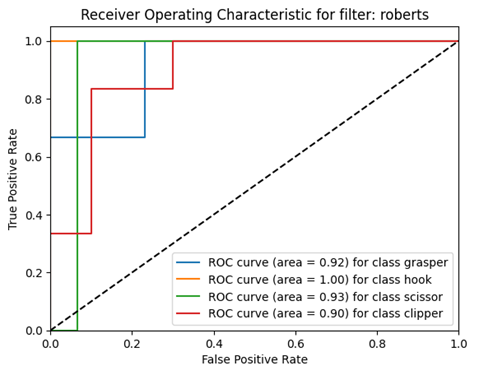 Receiver Operating Characteristic for filter: roberts
True Positive Rate
1.0
0.8
0.6
0.4
0.2
0.0
ROC curve (area = 0.92) for class grasper
ROC curve (area = 1.00) for class hook
ROC curve (area = 0.93) for class scissor
ROC curve (area = 0.90) for class clipper
0.0 0.2 0.4 0.6 0.8 1.0
False Positive Rate